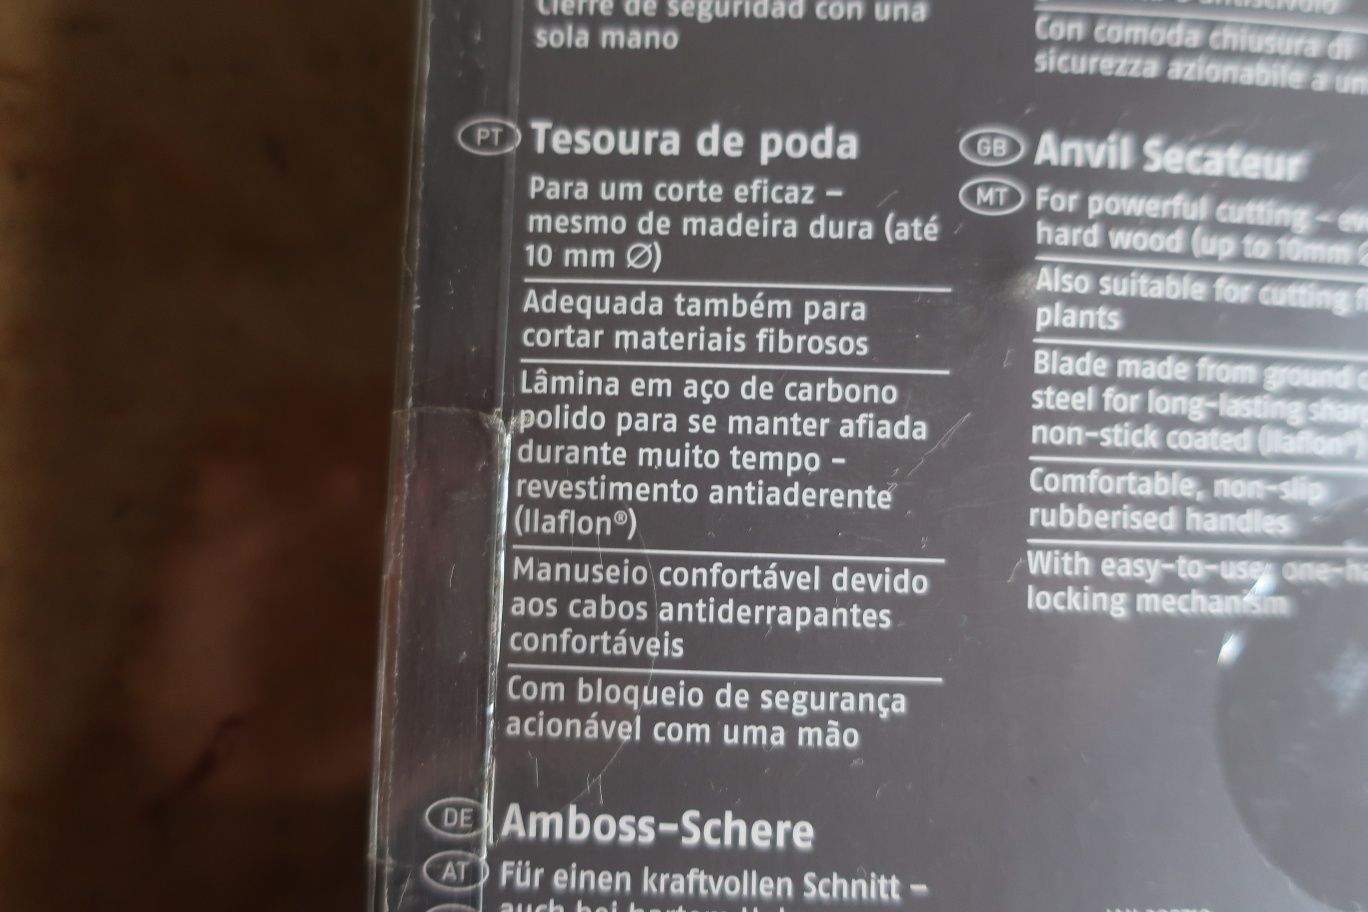 Cierre de seguridad con una
sola mano
PT Tesoura de poda
Para um corte eficaz –
mesmo de madeira dura (até
10 mm Ø)
Adequada também para
cortar materiais fibrosos
Lâmina em aço de carbono
polido para se manter afiada
durante muito tempo –
revestimento antiaderente
(Ilaflon®)
Manuseio confortável devido
aos cabos antiderrapantes
confortáveis
Com bloqueio de segurança
acionável com uma mão
DE Amboss-Schere
AT Für einen kraftvollen Schnitt –
auch bei hartem
Con comoda chiusura di
sicurezza azionabile a
GB Anvil Secateur
MT For powerful cutting –
hard wood (up to 10mm
Also suitable for cutting
plants
Blade made from ground
steel for long-lasting
non-stick coated (Ilaflon®)
Comfortable, non-slip
rubberised handles
With easy-to-use,
locking mechanism